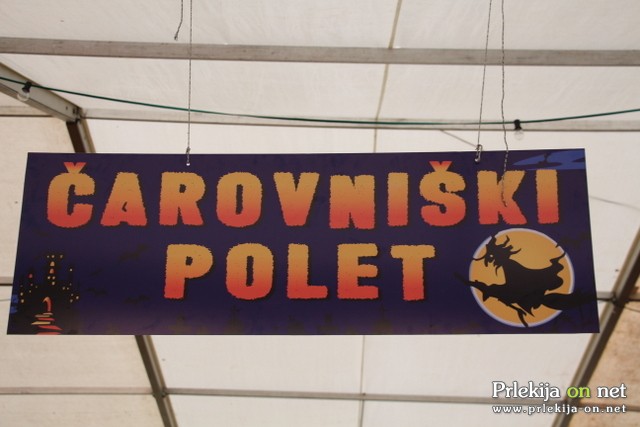 ČAROVNIŠKI
POLET
Prlekija on net
www.prlekija-on.net